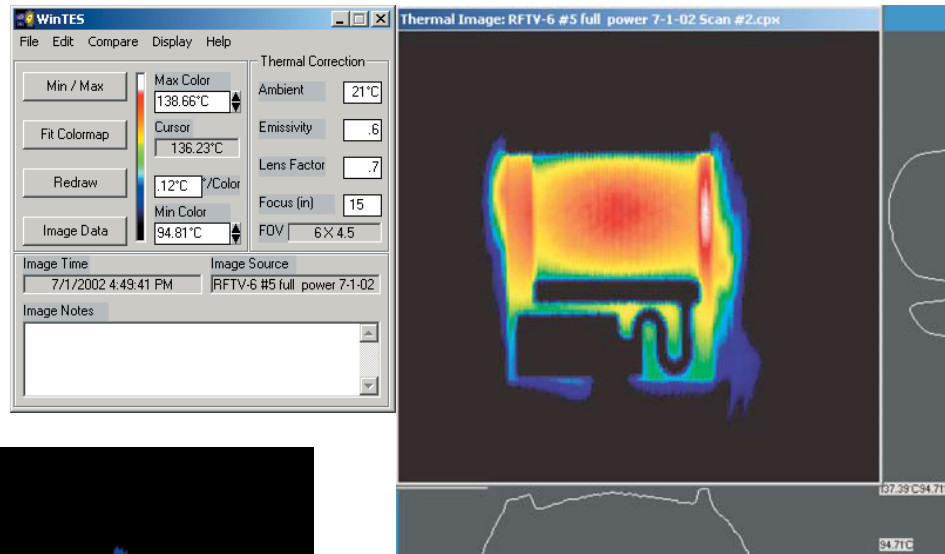 WinTES
File Edit Compare Display Help
Min / Max
Fit Colormap
Redraw
Image Data
Max Color
138.66°C
Cursor
136.23°C
.12°C °/Color
Min Color
94.81°C
Thermal Correction
Ambient 21°C
Emissivity .6
Lens Factor .7
Focus (in) 15
FOV 6 X 4.5
Image Time
7/1/2002 4:49:41 PM
Image Source
RFTV-6 #5 full power 7-1-02
Image Notes
Thermal Image: RFTV-6 #5 full power 7-1-02 Scan #2.cpx
137.39°C 94.71
94.71C